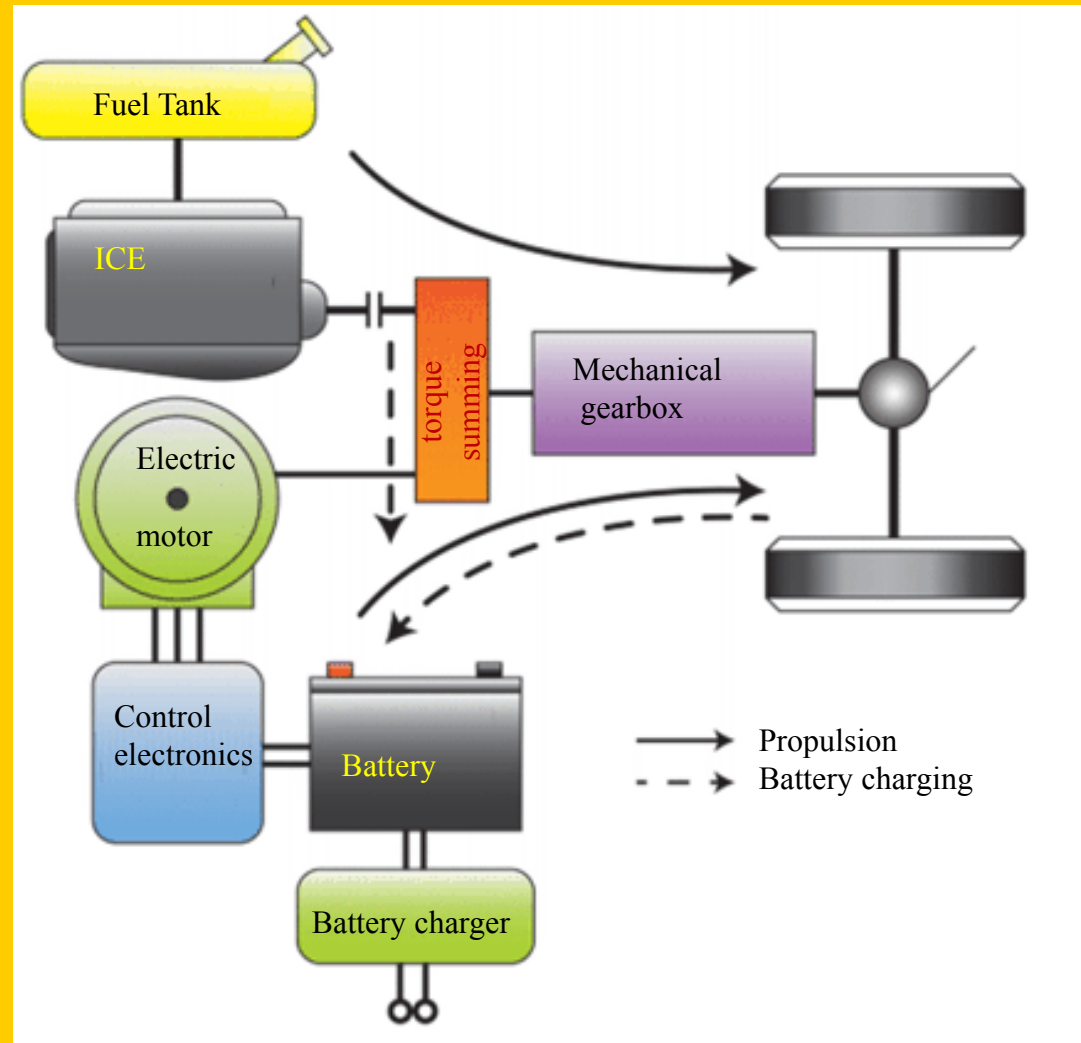 Fuel Tank
ICE
torque
summing
Mechanical
gearbox
Electric
motor
Control
electronics
Battery
Propulsion
Battery charging
Battery charger